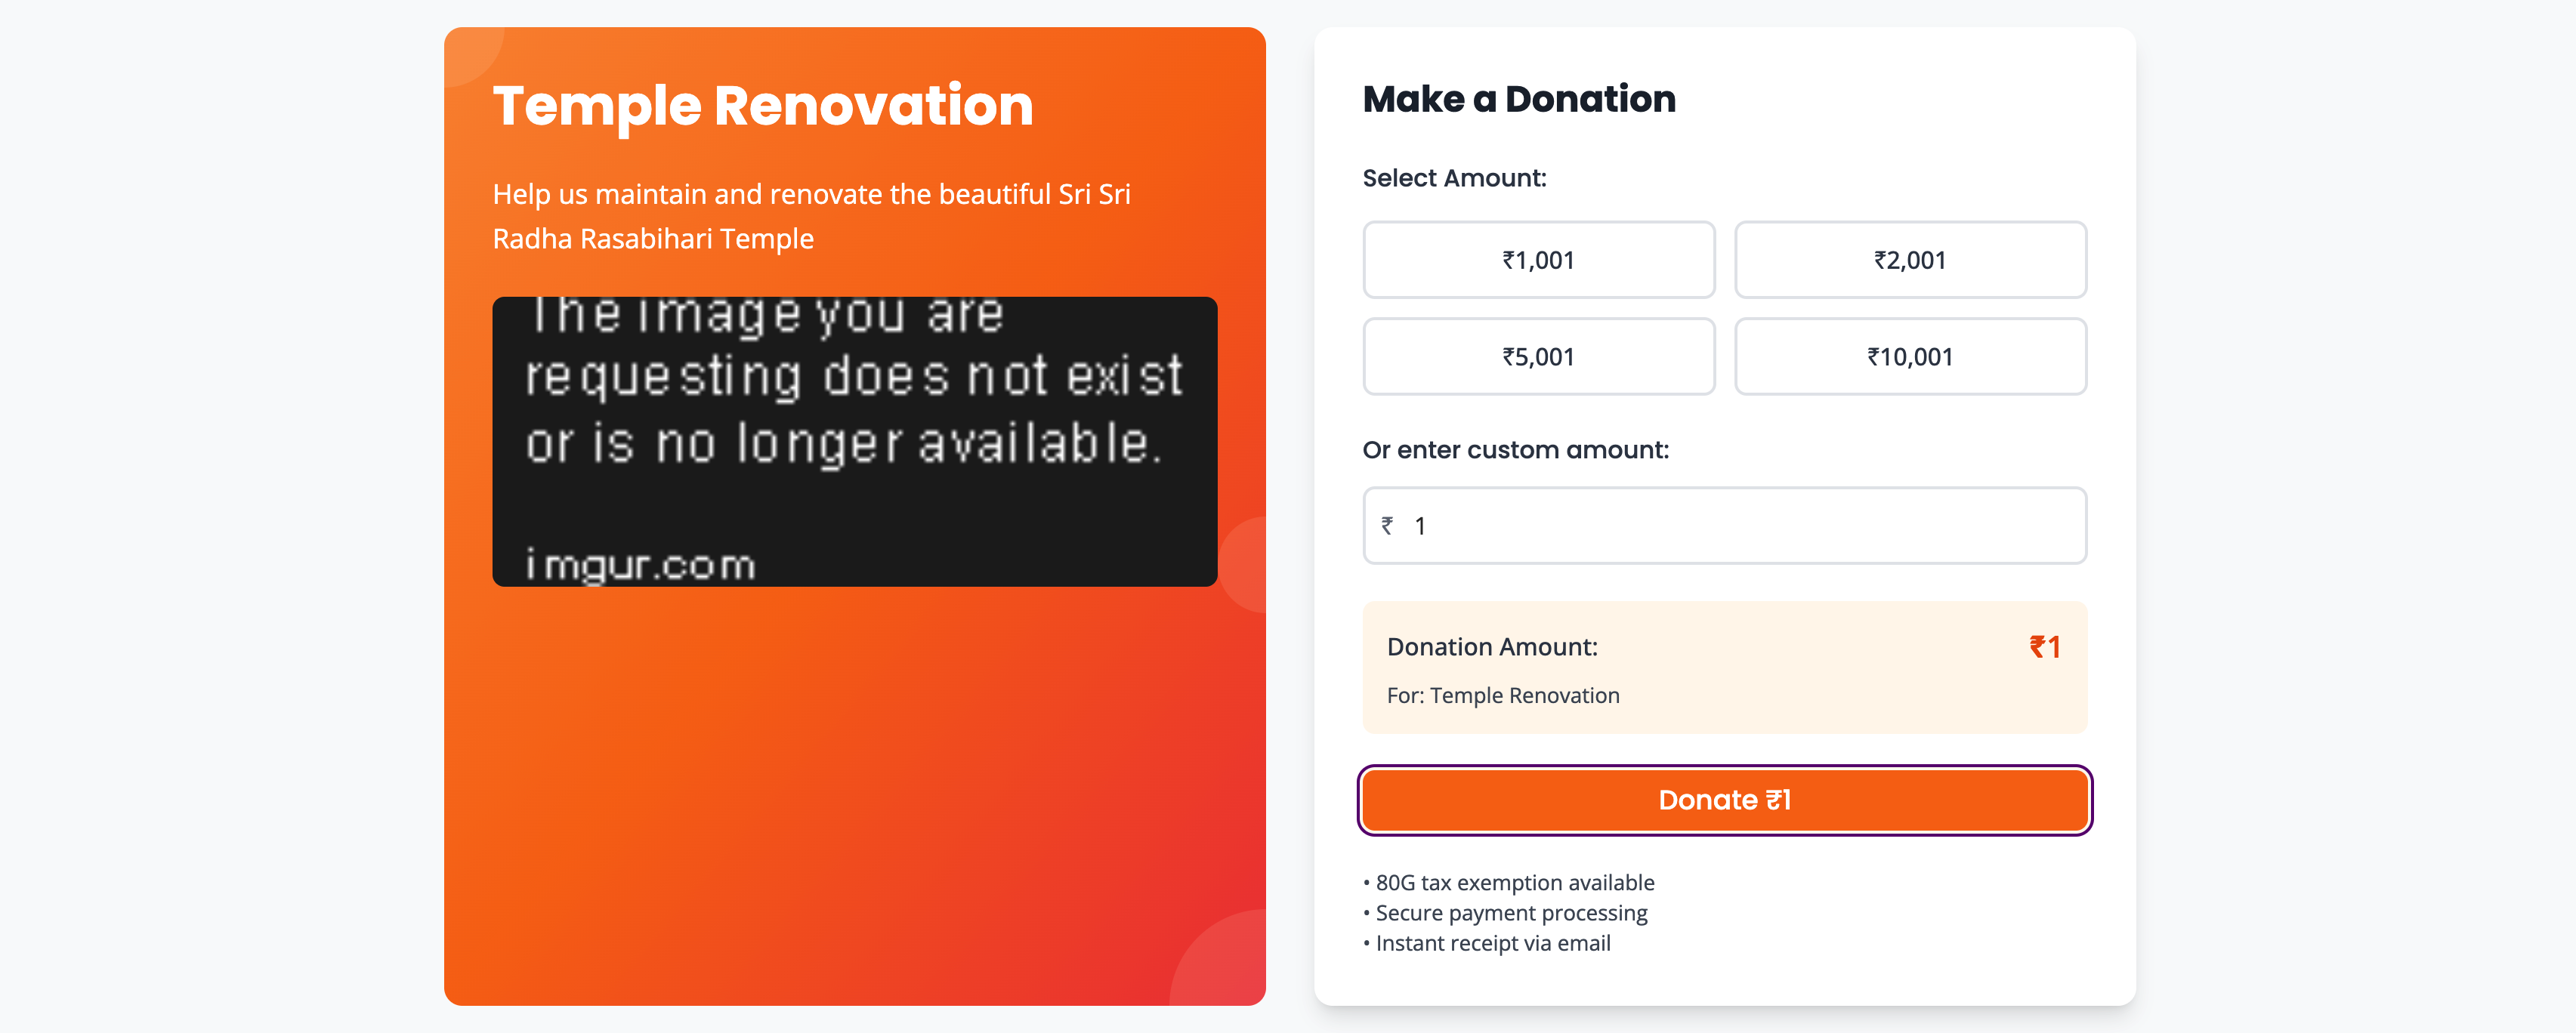 Temple Renovation
Help us maintain and renovate the beautiful Sri Sri
Radha Rasabihari Temple
The image you are
requesting does not exist
or is no longer available.
imgur.com
Make a Donation
Select Amount:
₹1,001
₹2,001
₹5,001
₹10,001
Or enter custom amount:
₹ 1
Donation Amount: ₹1
For: Temple Renovation
Donate ₹1
• 80G tax exemption available
• Secure payment processing
• Instant receipt via email